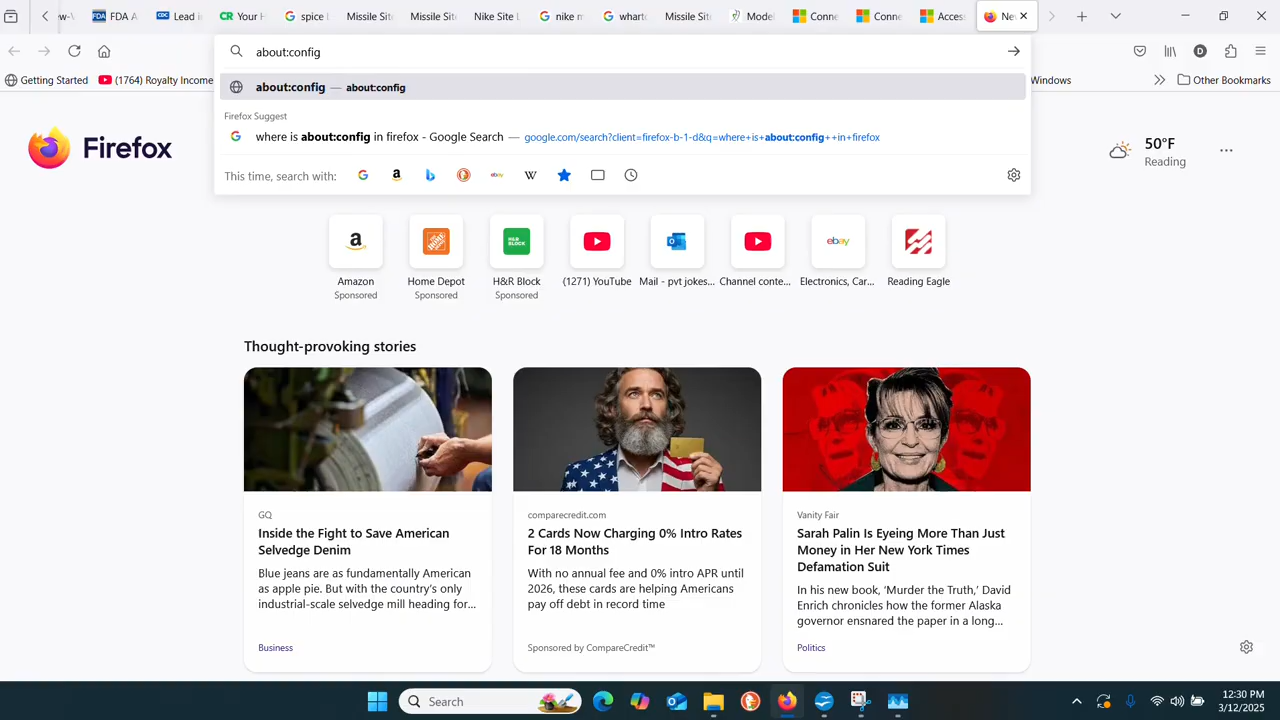 w-V
FDA A
Lead i
Your H
spice l
Missile Sit
Missile Sit
Nike Site L
nike m
wharto
Missile Sit
Mode
Conne
Conne
Access
Ne
about:config
Getting Started
(1764) Royalty Income
Windows
Other Bookmarks
about:config — about:config
Firefox Suggest
where is about:config in firefox - Google Search — google.com/search?client=firefox-b-1-d&q=where+is+about:config++in+firefox
This time, search with:
Firefox
50°F
Reading
Amazon
Sponsored
Home Depot
Sponsored
H&R Block
Sponsored
(1271) YouTube
Mail - pvt jokes...
Channel conte...
Electronics, Car...
Reading Eagle
Thought-provoking stories
GQ
Inside the Fight to Save American
Selvedge Denim
Blue jeans are as fundamentally American
as apple pie. But with the country's only
industrial-scale selvedge mill heading for...
Business
comparecredit.com
2 Cards Now Charging 0% Intro Rates
For 18 Months
With no annual fee and 0% intro APR until
2026, these cards are helping Americans
pay off debt in record time
Sponsored by CompareCredit™
Vanity Fair
Sarah Palin Is Eyeing More Than Just
Money in Her New York Times
Defamation Suit
In his new book, ‘Murder the Truth,’ David
Enrich chronicles how the former Alaska
governor ensnared the paper in a long...
Politics
Search
12:30 PM
3/12/2025